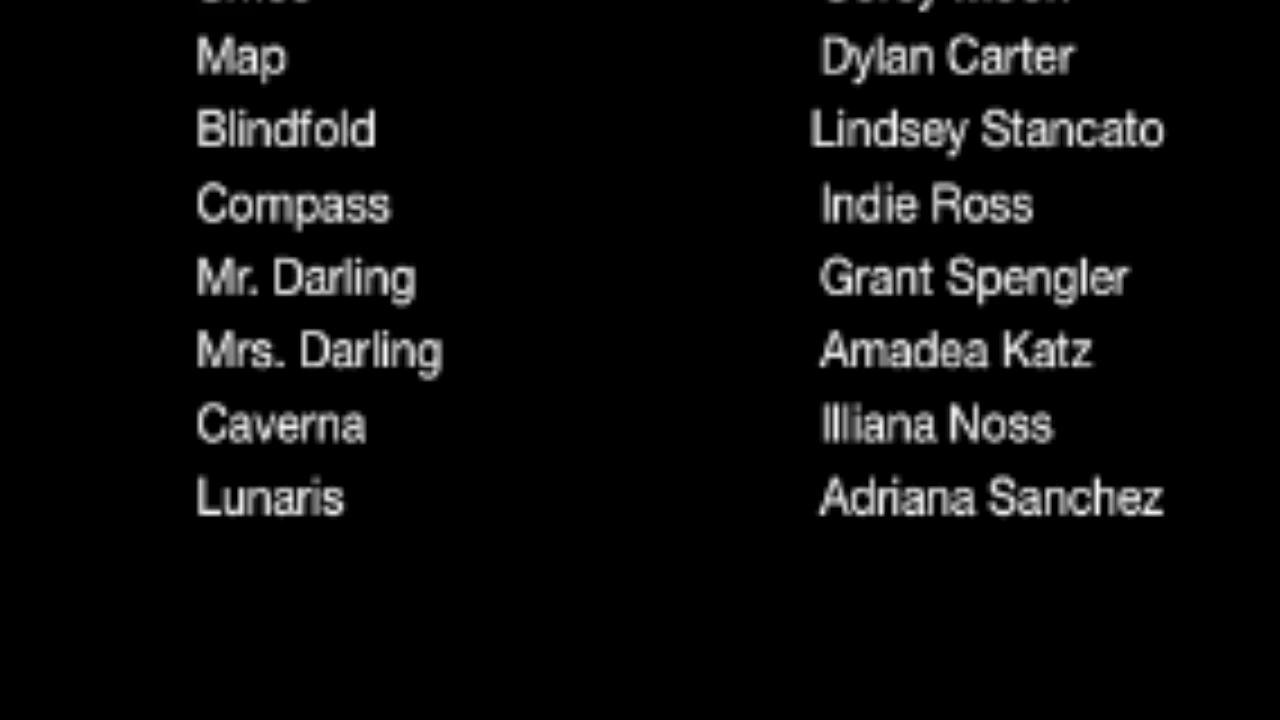 Map Dylan Carter
Blindfold Lindsey Stancato
Compass Indie Ross
Mr. Darling Grant Spengler
Mrs. Darling Amadea Katz
Caverna Illiana Noss
Lunaris Adriana Sanchez